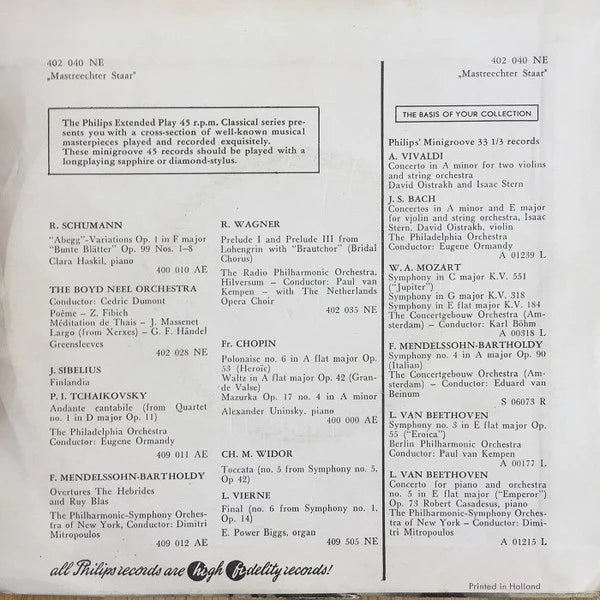 402 040 NE
„Mastreechter Staar"
The Philips Extended Play 45 r.p.m. Classical series pre-
sents you with a cross-section of well-known musical
masterpieces played and recorded exquisitely.
These minigroove 45 records should be played with a
longplaying sapphire or diamond-stylus.
R. SCHUMANN
"Abegg"-Variations Op. 1 in F major
"Bunte Blätter" Op. 99 Nos. 1–8
Clara Haskil, piano
400 010 AE
THE BOYD NEEL ORCHESTRA
Conductor: Cedric Dumont
Poème – Z. Fibich
Méditation de Thais – J. Massenet
Largo (from Xerxes) – G. F. Händel
Greensleeves
402 028 NE
J. SIBELIUS
Finlandia
P. I. TCHAIKOVSKY
Andante cantabile (from Quartet
no. 1 in D major Op. 11)
The Philadelphia Orchestra
Conductor: Eugene Ormandy
409 011 AE
F. MENDELSSOHN-BARTHOLDY
Overtures The Hebrides
and Ruy Blas
The Philharmonic-Symphony Orches-
tra of New York, Conductor: Dimitri
Mitropoulos
409 012 AE
R. WAGNER
Prelude I and Prelude III from
Lohengrin with "Brautchor" (Bridal
Chorus)
The Radio Philharmonic Orchestra,
Hilversum – Conductor: Paul van
Kempen – with The Netherlands
Opera Choir
402 035 NE
Fr. CHOPIN
Polonaise no. 6 in A flat major Op.
53 (Heroïc)
Waltz in A flat major Op. 42 (Gran-
de Valse)
Mazurka Op. 17 no. 4 in A minor
Alexander Uninsky, piano
400 000 AE
CH. M. WIDOR
Toccata (no. 5 from Symphony no. 5,
Op 42)
L. VIERNE
Final (no. 6 from Symphony no. 1,
Op. 14)
E. Power Biggs, organ
409 505 NE
all Philips records are high fidelity records!
402 040 NE
„Mastreechter Staar"
THE BASIS OF YOUR COLLECTION
Philips' Minigroove 33 1/3 records
A. VIVALDI
Concerto in A minor for two violins
and string orchestra
David Oistrakh and Isaac Stern
J. S. BACH
Concertos in A minor and E major
for violin and string orchestra, Isaac
Stern, David Oistrakh, violin
The Philadelphia Orchestra
Conductor: Eugene Ormandy
A 01239 L
W. A. MOZART
Symphony in C major K.V. 551
("Jupiter")
Symphony in G major K.V. 318
Symphony in E flat major K.V. 184
The Concertgebouw Orchestra (Am-
sterdam) – Conductor: Karl Böhm
A 00318 L
F. MENDELSSOHN-BARTHOLDY
Symphony no. 4 in A major Op. 90
(Italian)
The Concertgebouw Orchestra (Am-
sterdam) – Conductor: Eduard van
Beinum
S 06073 R
L. VAN BEETHOVEN
Symphony no. 3 in E flat major Op.
55 ("Eroica")
Berlin Philharmonic Orchestra
Conductor: Paul van Kempen
A 00177 L
L. VAN BEETHOVEN
Concerto for piano and orchestra
no. 5 in E flat major ("Emperor")
Op. 73 Robert Casadesus, piano
The Philharmonic-Symphony Orches-
tra of New York – Conductor: Dimi-
tri Mitropoulos
A 01215 L
Printed in Holland